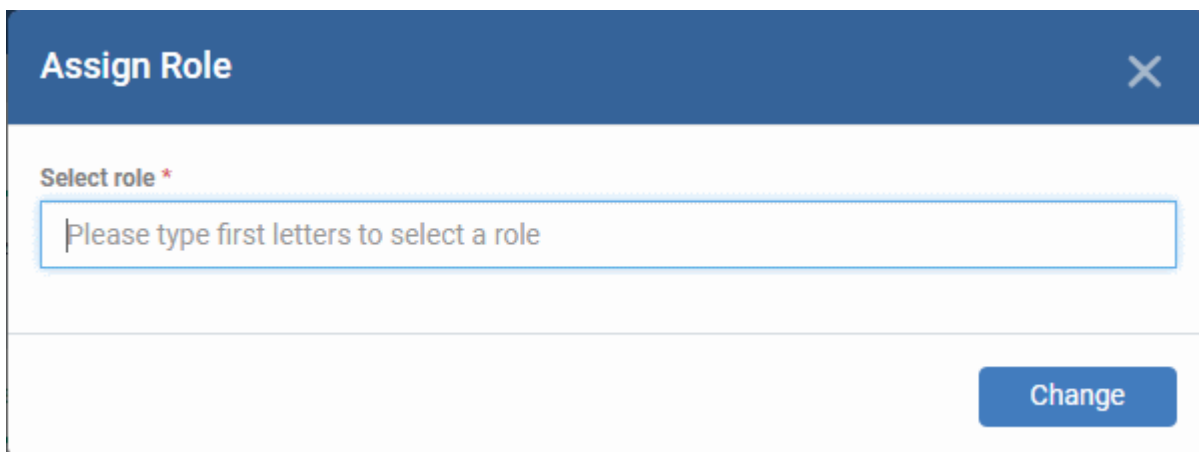 Assign Role
Select role *
Please type first letters to select a role
Change